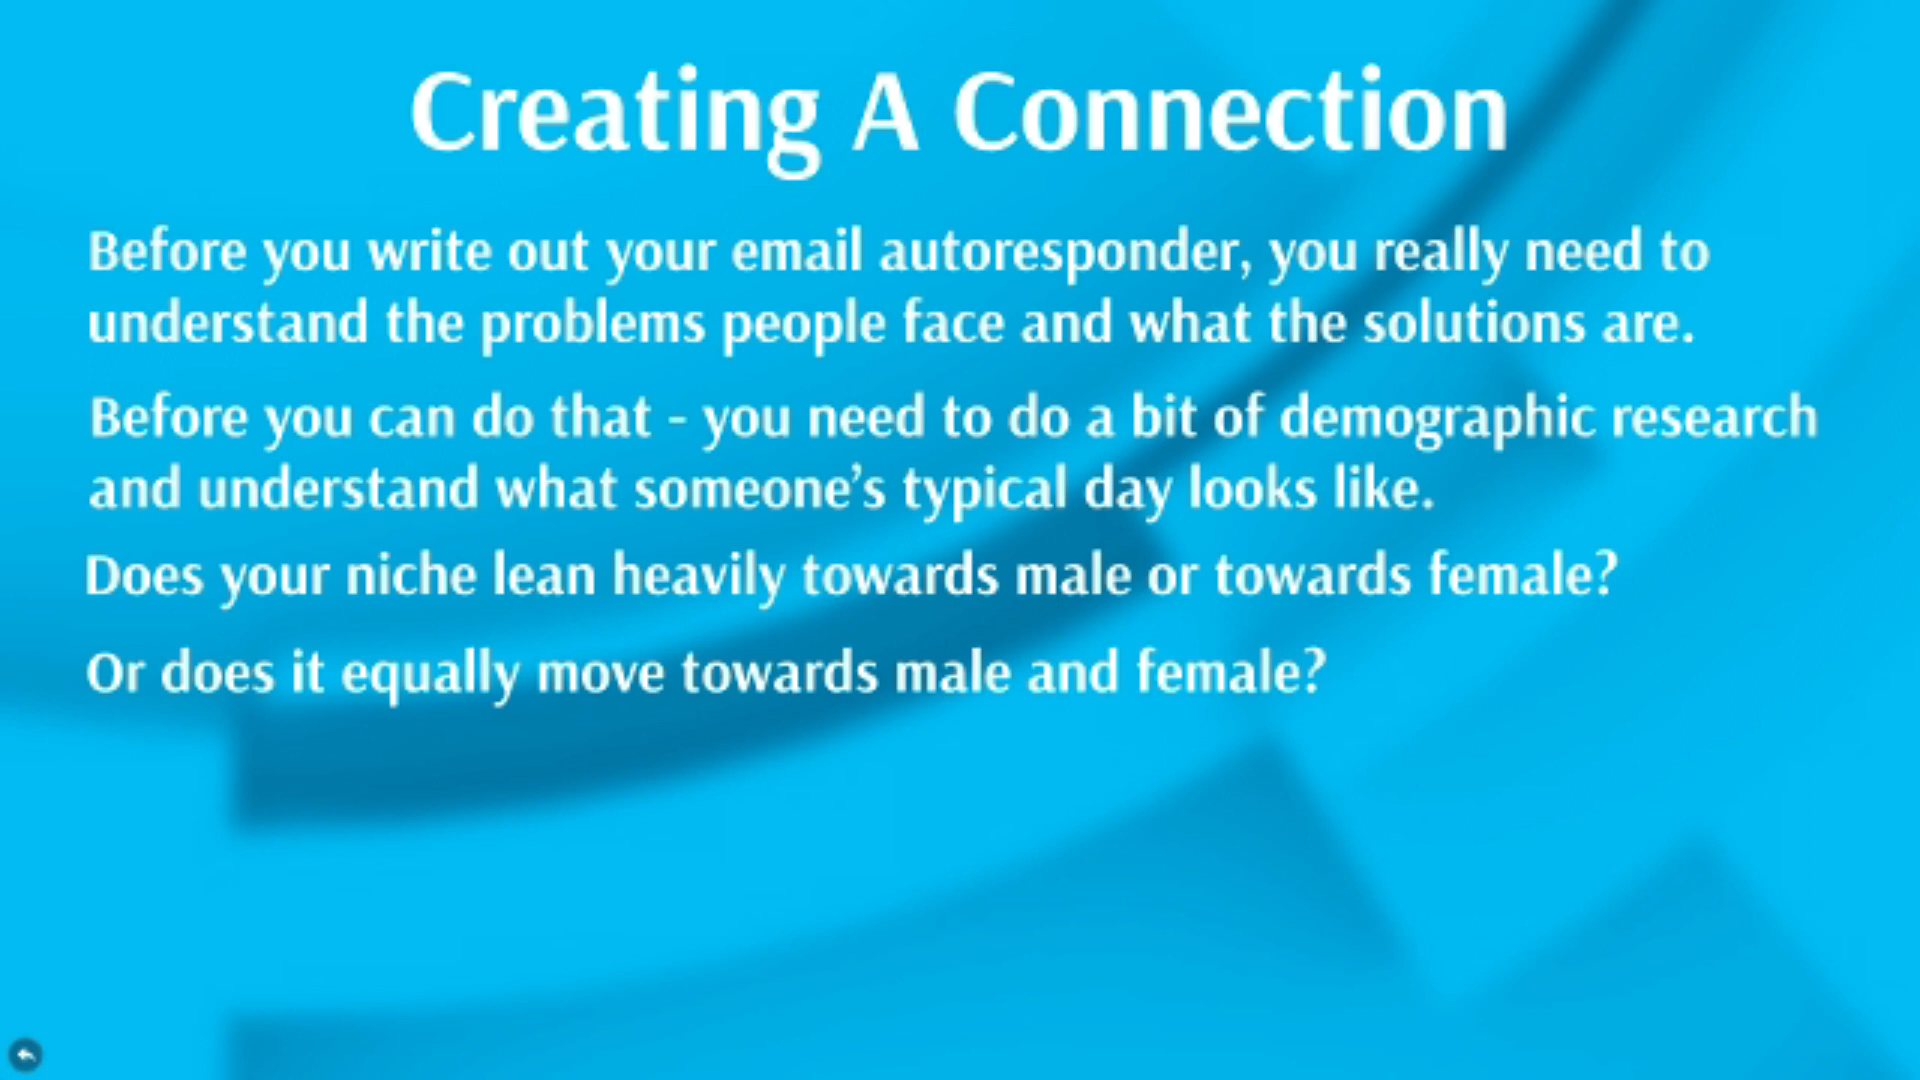 Creating A Connection
Before you write out your email autoresponder, you really need to
understand the problems people face and what the solutions are.
Before you can do that - you need to do a bit of demographic research
and understand what someone’s typical day looks like.
Does your niche lean heavily towards male or towards female?
Or does it equally move towards male and female?